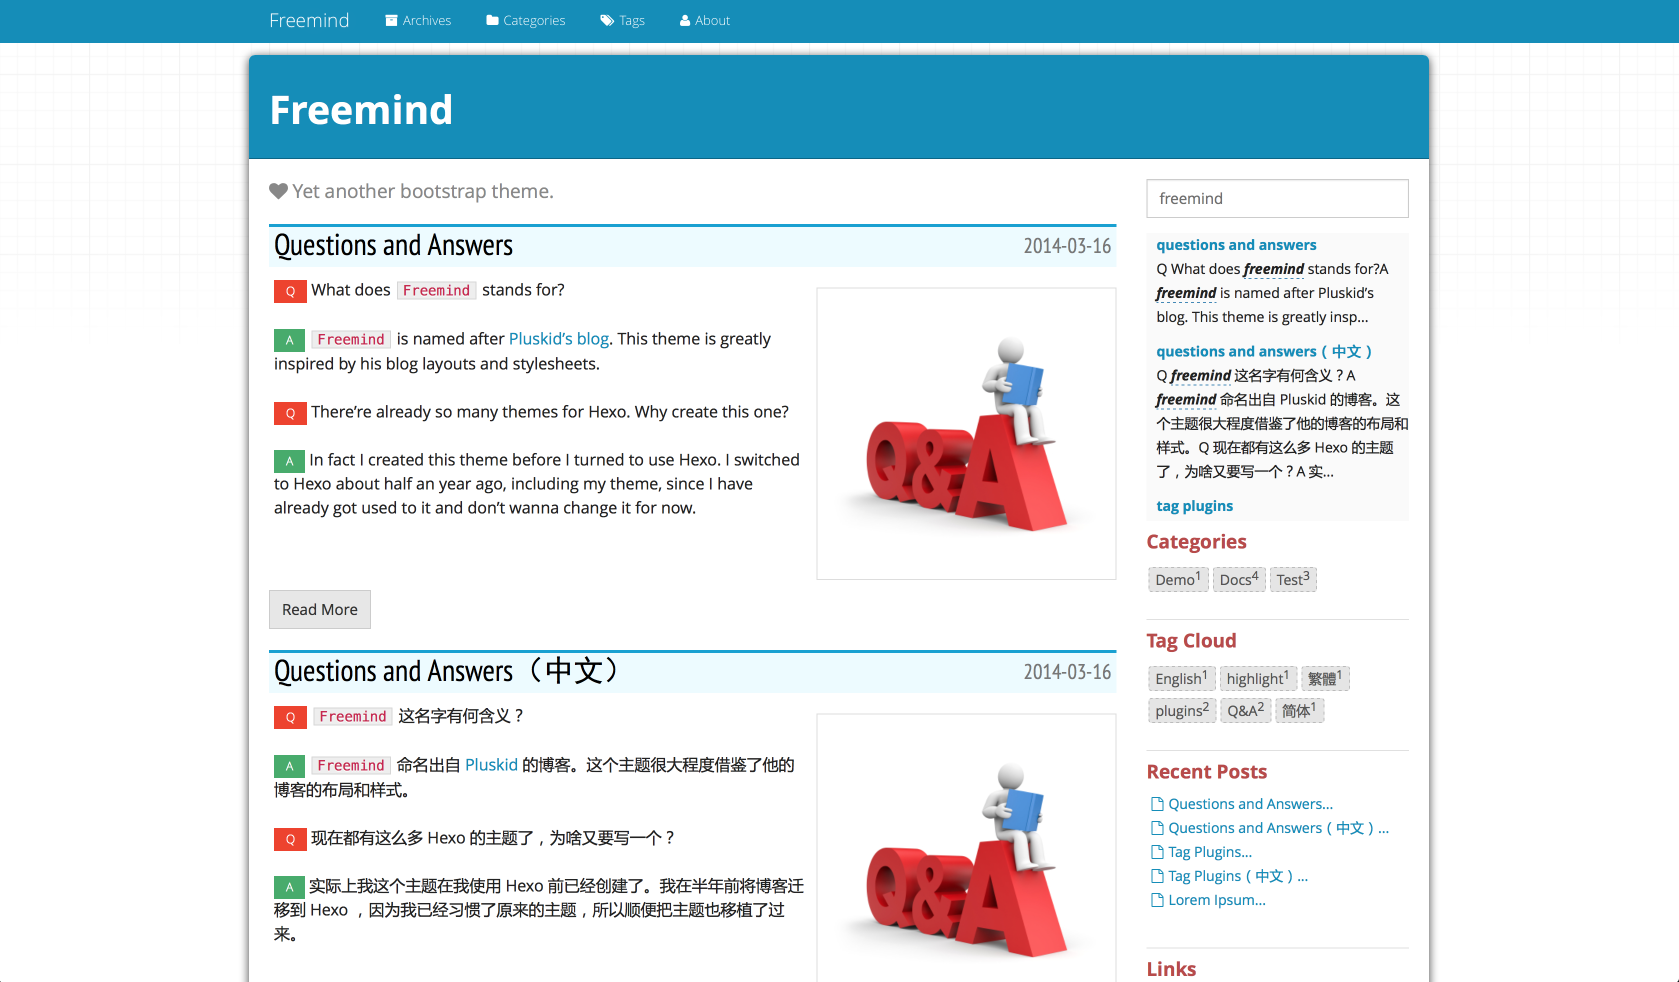 Freemind Archives Categories Tags About
Freemind
Yet another bootstrap theme.
Questions and Answers 2014-03-16
Q What does Freemind stands for?
A Freemind is named after Pluskid’s blog. This theme is greatly
inspired by his blog layouts and stylesheets.
Q There’re already so many themes for Hexo. Why create this one?
A In fact I created this theme before I turned to use Hexo. I switched
to Hexo about half an year ago, including my theme, since I have
already got used to it and don’t wanna change it for now.
Q&A
Read More
Questions and Answers（中文） 2014-03-16
Q Freemind 这名字有何含义？
A Freemind 命名出自 Pluskid 的博客。这个主题很大程度借鉴了他的
博客的布局和样式。
Q 现在都有这么多 Hexo 的主题了，为啥又要写一个？
A 实际上我这个主题在我使用 Hexo 前已经创建了。我在半年前将博客迁
移到 Hexo ，因为我已经习惯了原来的主题，所以顺便把主题也移植了过
来。
Q&A
freemind
questions and answers
Q What does freemind stands for?A
freemind is named after Pluskid’s
blog. This theme is greatly insp...
questions and answers（中文）
Q freemind 这名字有何含义？A
freemind 命名出自 Pluskid 的博客。这
个主题很大程度借鉴了他的博客的布局和
样式。Q 现在都有这么多 Hexo 的主题
了，为啥又要写一个？A 实...
tag plugins
Categories
Demo1 Docs4 Test3
Tag Cloud
English1 highlight1 繁體1
plugins2 Q&A2 简体1
Recent Posts
Questions and Answers...
Questions and Answers（中文）...
Tag Plugins...
Tag Plugins（中文）...
Lorem Ipsum...
Links